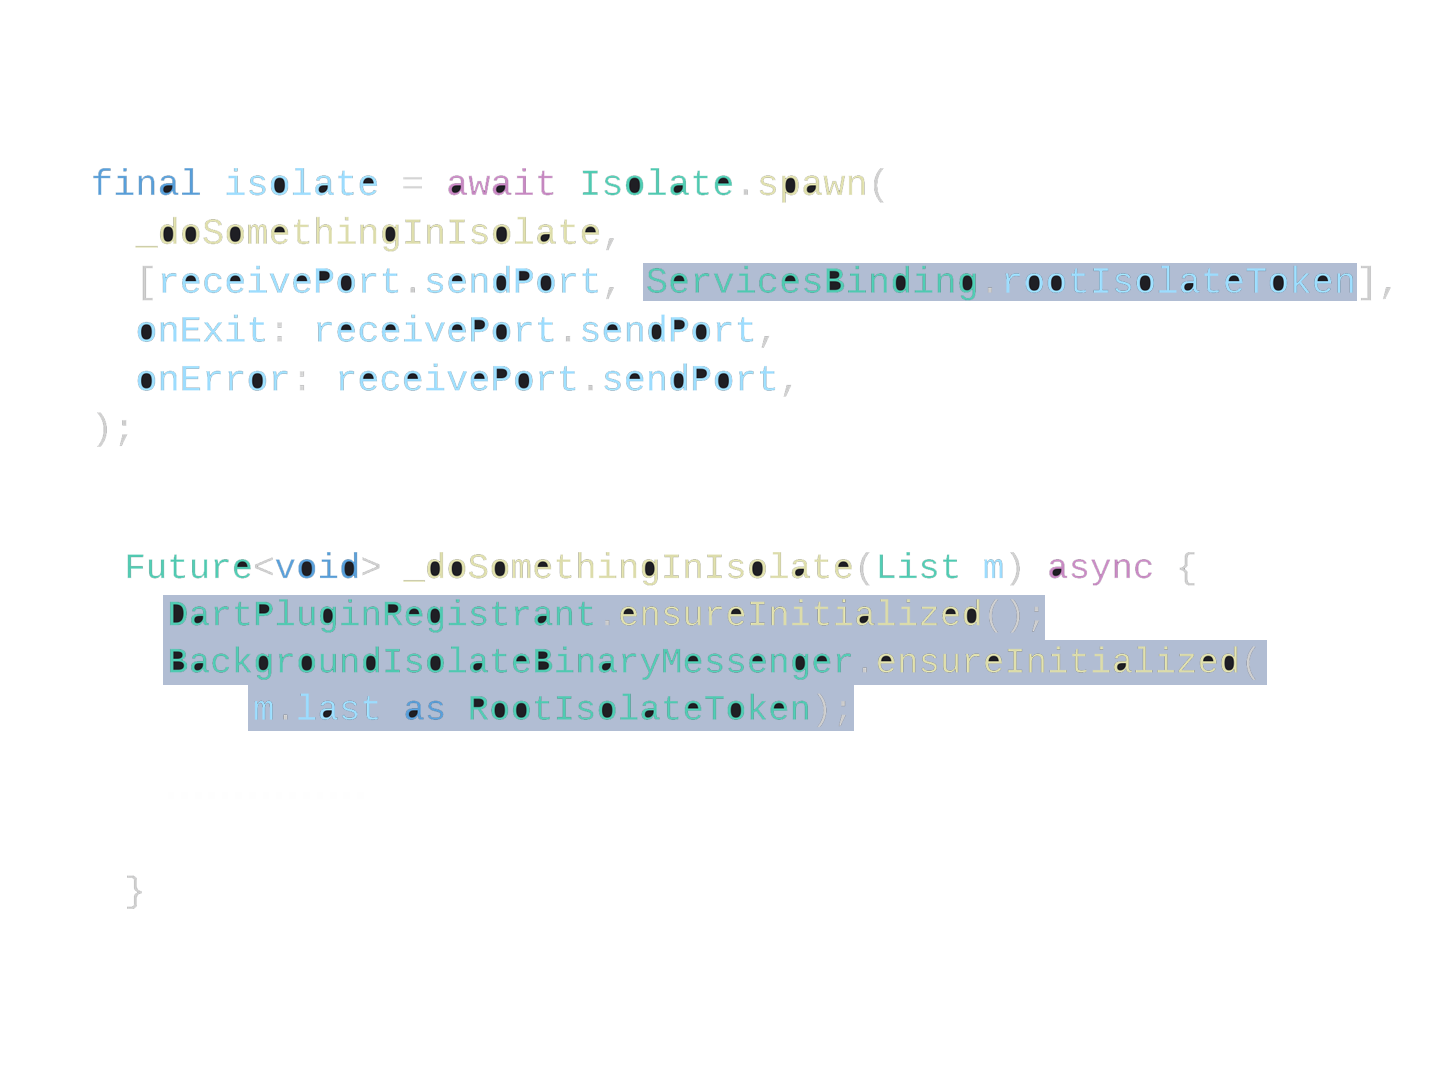 final isolate = await Isolate.spawn(
_doSomethingInIsolate,
[receivePort.sendPort, ServicesBinding.rootIsolateToken],
onExit: receivePort.sendPort,
onError: receivePort.sendPort,
);
Future<void> _doSomethingInIsolate(List m) async {
DartPluginRegistrant.ensureInitialized();
BackgroundIsolateBinaryMessenger.ensureInitialized(
m.last as RootIsolateToken);
}